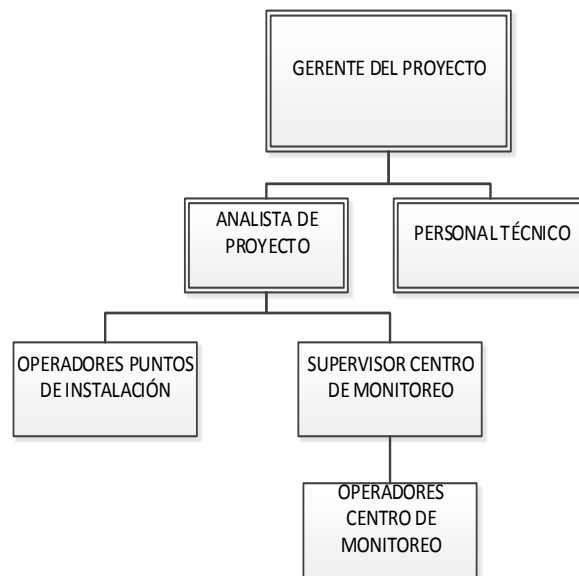 GERENTE DEL PROYECTO
ANALISTA DE
PROYECTO
PERSONAL TÉCNICO
OPERADORES PUNTOS
DE INSTALACIÓN
SUPERVISOR CENTRO
DE MONITOREO
OPERADORES
CENTRO DE
MONITOREO